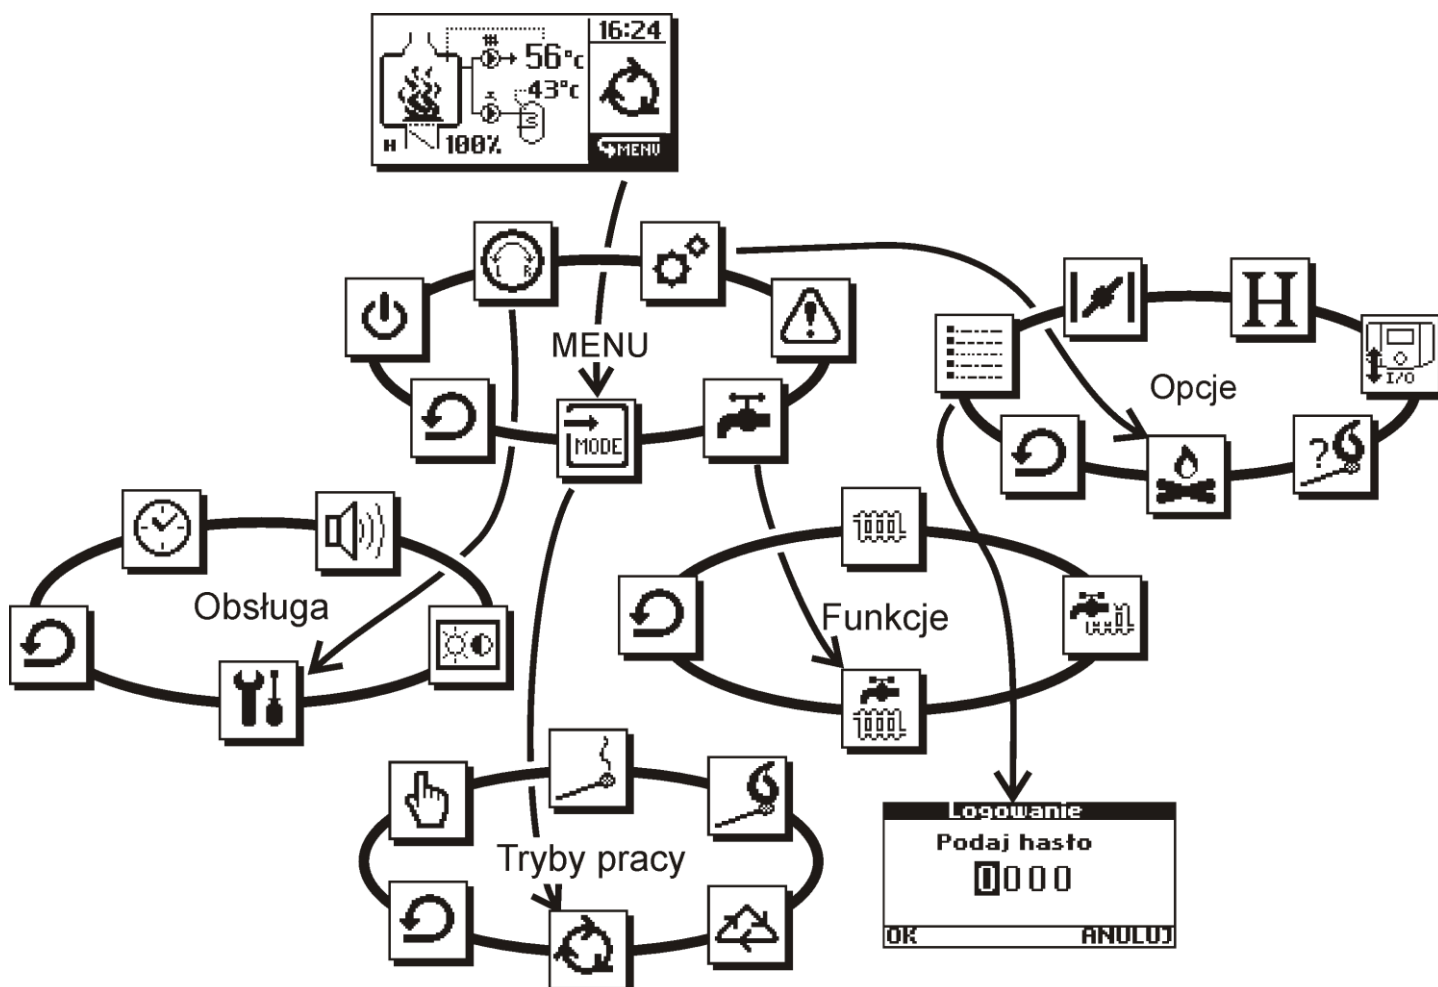 16:24
56°c
43°c
H
100%
MENU
L R
MENU
MODE
H
I/O
Opcje
?
Obsługa
Funkcje
Tryby pracy
Logowanie
Podaj hasło
0000
OK ANULUJ